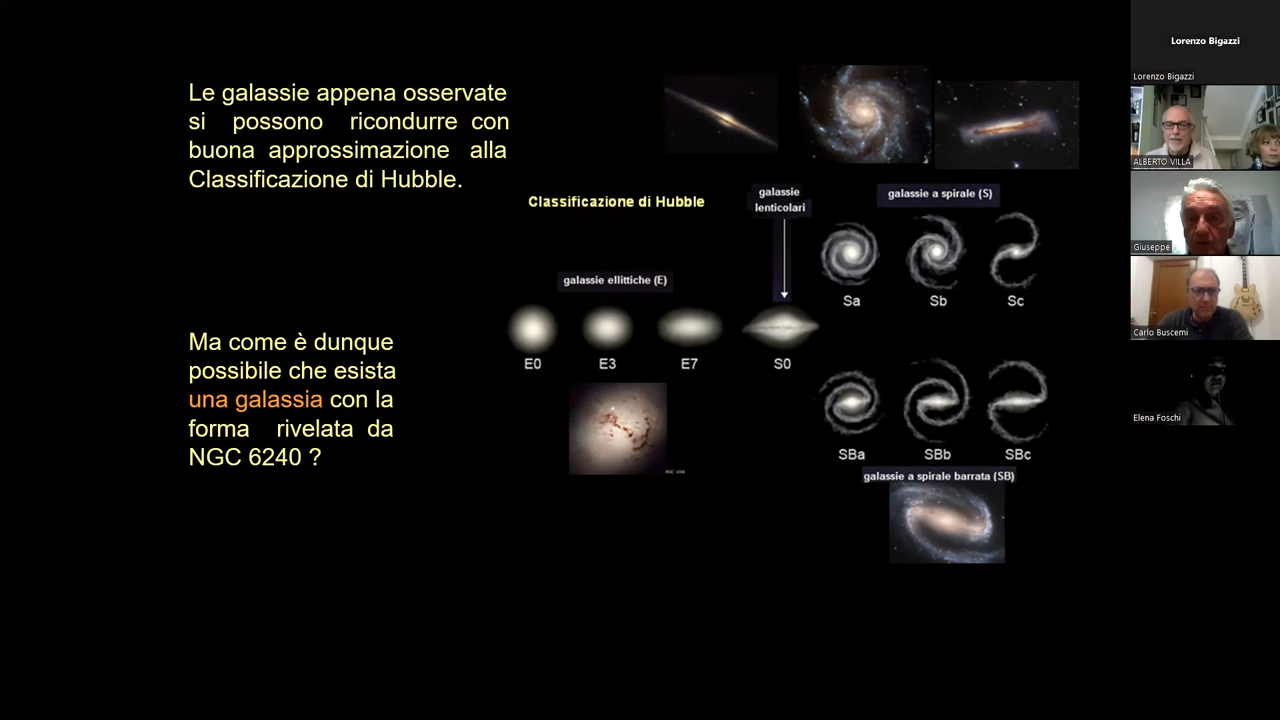 Le galassie appena osservate
si possono ricondurre con
buona approssimazione alla
Classificazione di Hubble.
Ma come è dunque
possibile che esista
una galassia con la
forma rivelata da
NGC 6240 ?
Classificazione di Hubble
galassie
lenticolari
galassie a spirale (S)
Sa Sb Sc
galassie ellittiche (E)
E0 E3 E7 S0
SBa SBb SBc
galassie a spirale barrata (SB)
Lorenzo Bigazzi
Lorenzo Bigazzi
ALBERTO VILLA
Giuseppe
Carlo Buscemi
Elena Foschi